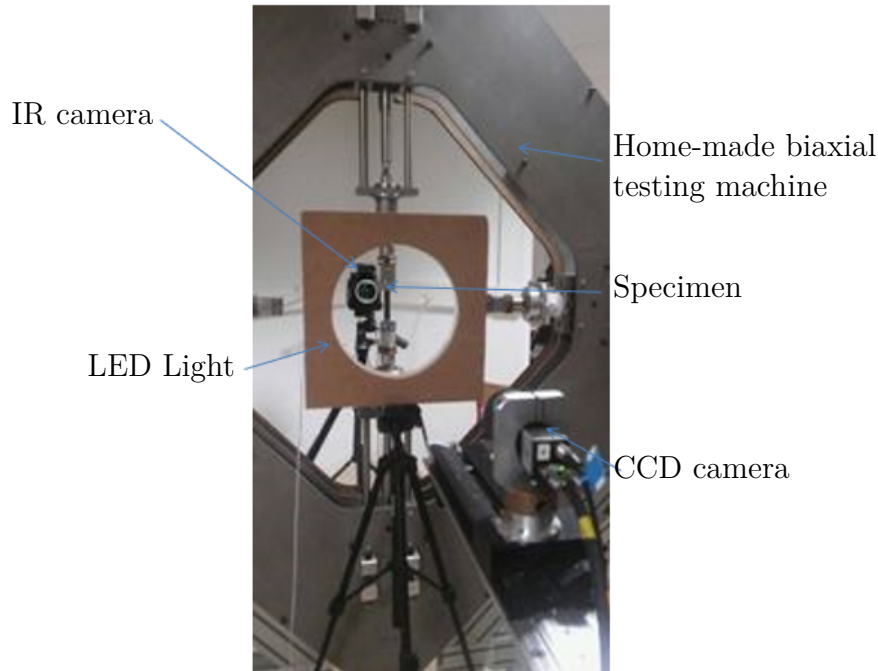 IR camera
Home-made biaxial
testing machine
Specimen
LED Light
CCD camera